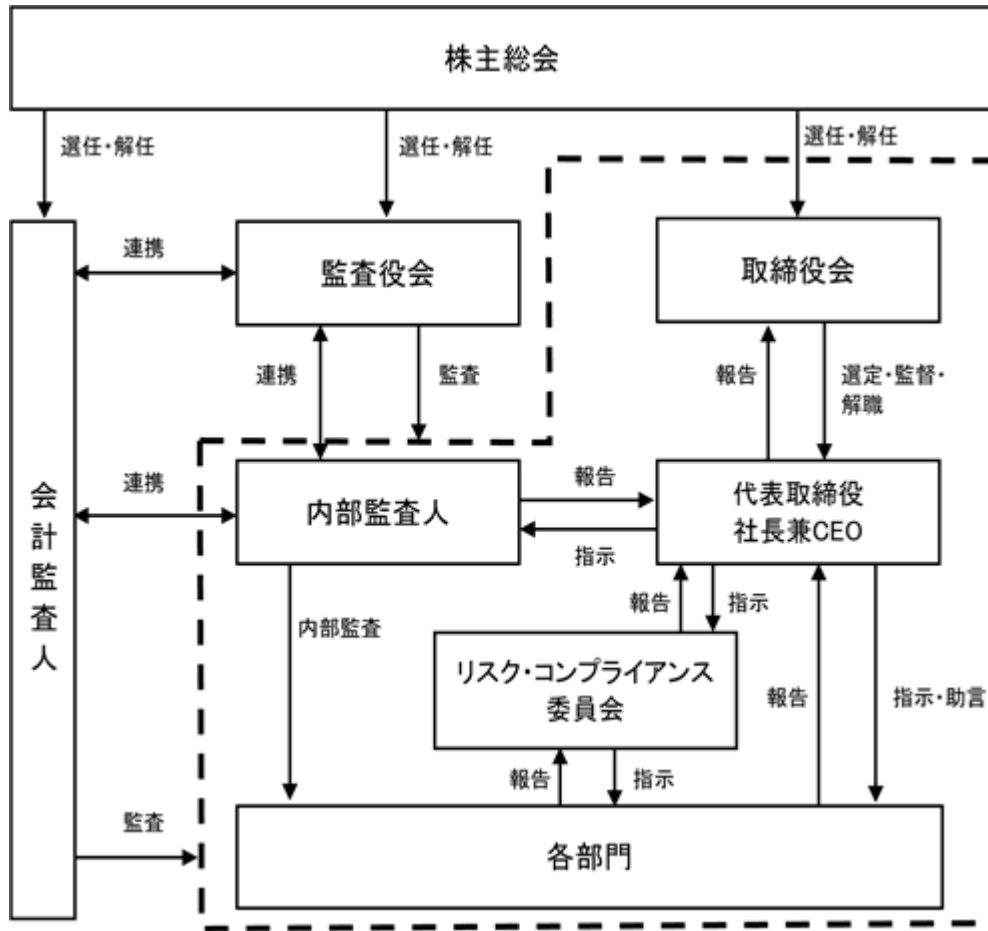 株主総会
選任・解任
選任・解任
選任・解任
連携
監査役会
取締役会
連携
監査
報告
選定・監督・
解職
会計監査人
連携
内部監査人
報告
指示
代表取締役
社長兼CEO
内部監査
報告
指示
リスク・コンプライアンス
委員会
報告
指示・助言
報告
指示
監査
各部門